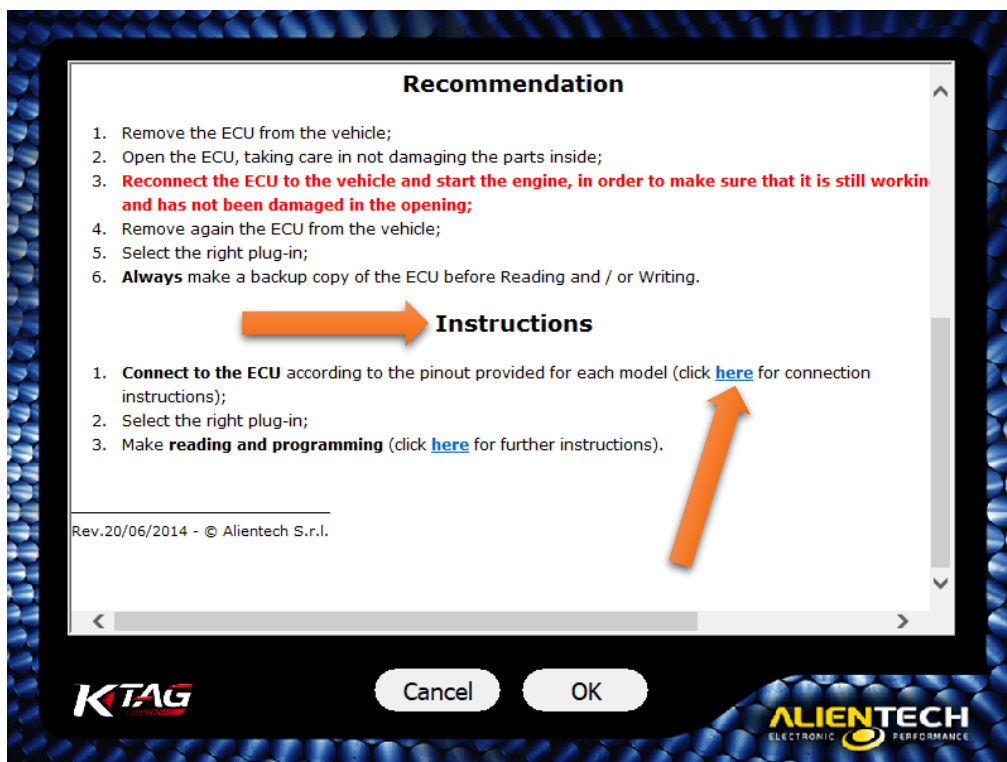 Recommendation
1. Remove the ECU from the vehicle;
2. Open the ECU, taking care in not damaging the parts inside;
3. Reconnect the ECU to the vehicle and start the engine, in order to make sure that it is still workin
and has not been damaged in the opening;
4. Remove again the ECU from the vehicle;
5. Select the right plug-in;
6. Always make a backup copy of the ECU before Reading and / or Writing.
Instructions
1. Connect to the ECU according to the pinout provided for each model (click here for connection
instructions);
2. Select the right plug-in;
3. Make reading and programming (click here for further instructions).
Rev.20/06/2014 - © Alientech S.r.l.
KTAG
Cancel
OK
ALIENTECH
ELECTRONIC PERFORMANCE